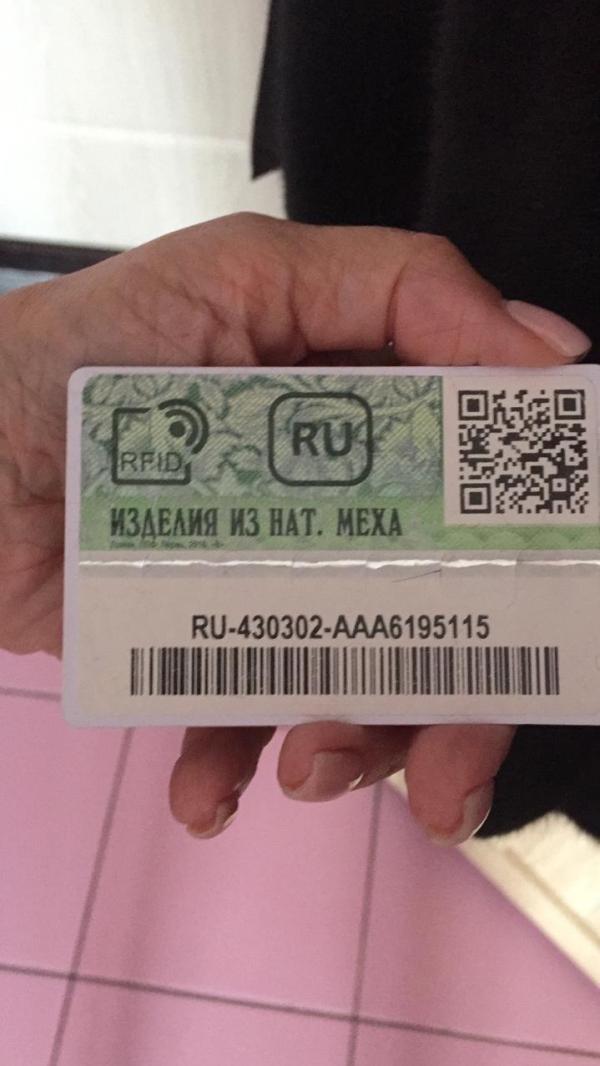 RFID
RU
ИЗДЕЛИЯ ИЗ НАТ. МЕХА
RU-430302-AAA6195115